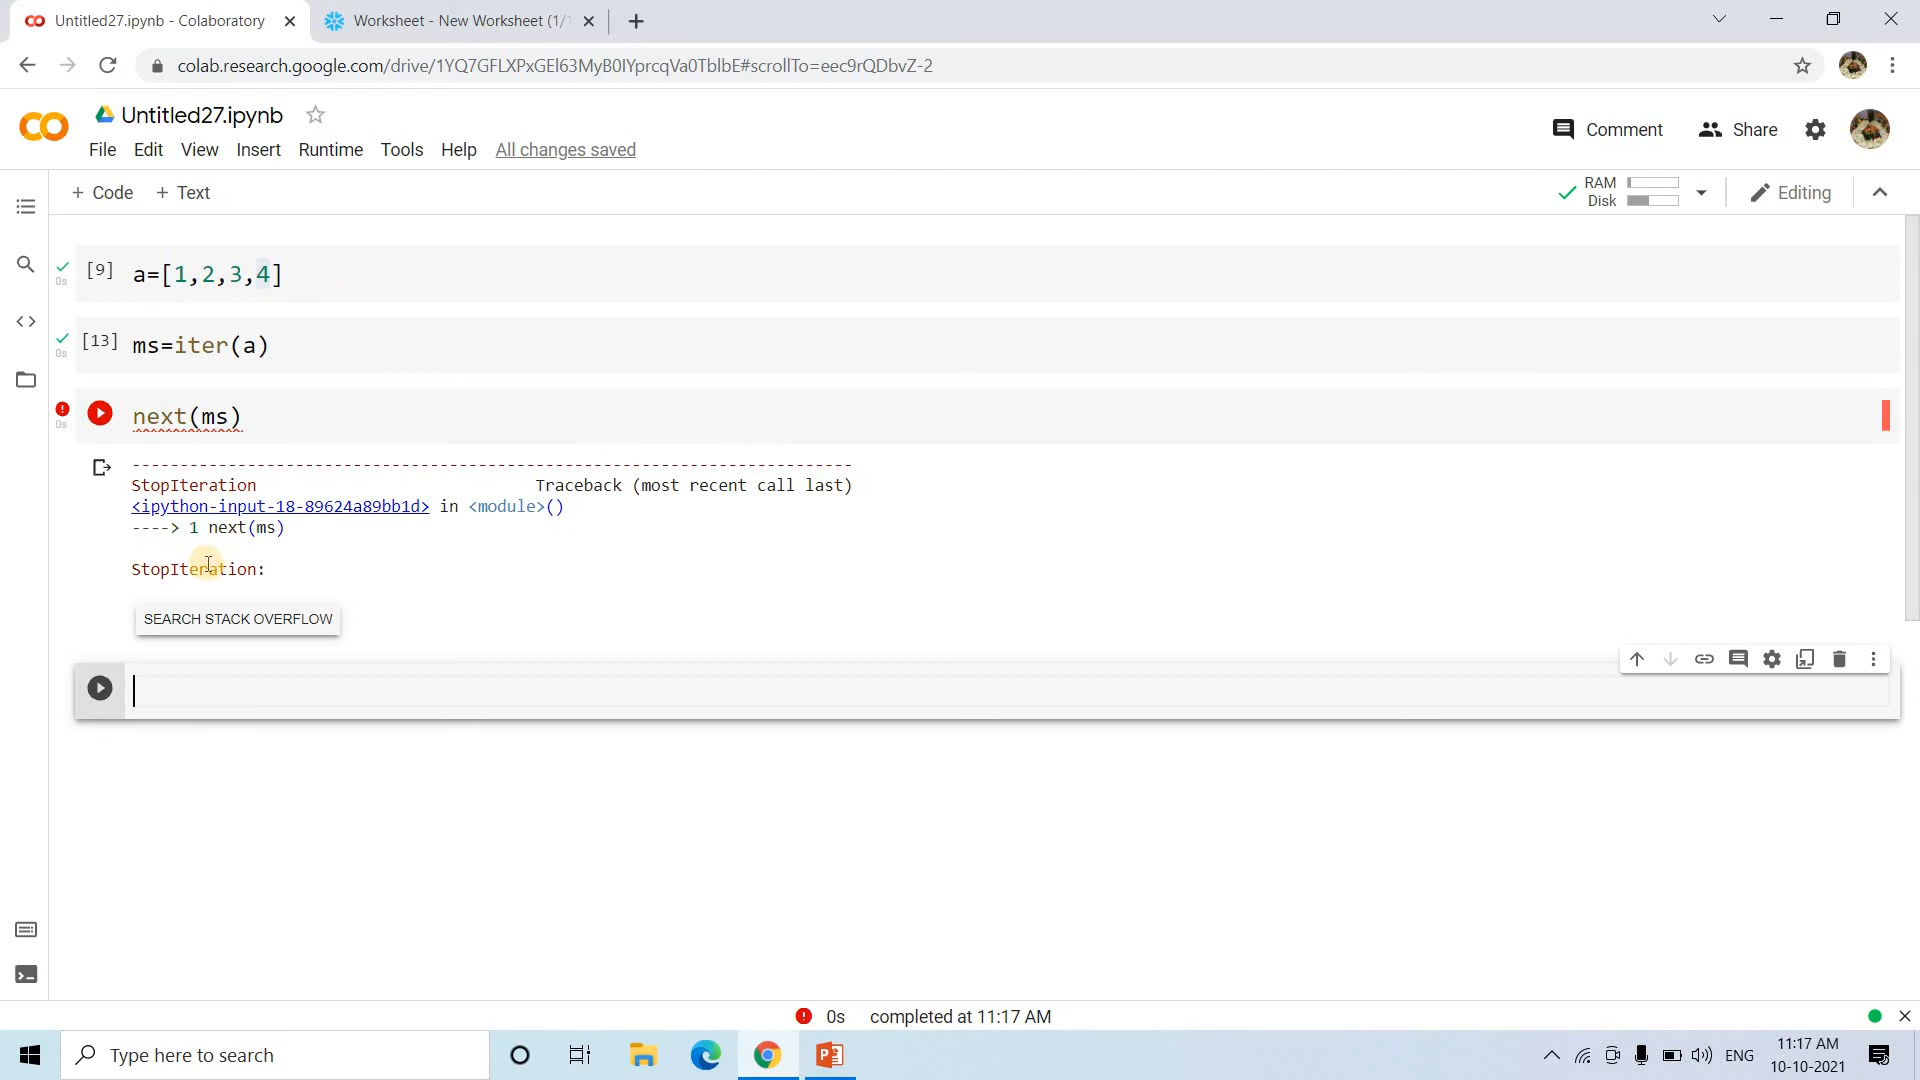 Untitled27.ipynb - Colaboratory
Worksheet - New Worksheet (1/
colab.research.google.com/drive/1YQ7GFLXPxGEl63MyB0IYprcqVa0TblbE#scrollTo=eec9rQDbvZ-2
Untitled27.ipynb
File Edit View Insert Runtime Tools Help All changes saved
Comment Share
+ Code + Text
RAM
Disk
Editing
[9] a=[1,2,3,4]
0s
[13] ms=iter(a)
0s
next(ms)
0s
---------------------------------------------------------------------------
StopIteration                             Traceback (most recent call last)
<ipython-input-18-89624a89bb1d> in <module>()
----> 1 next(ms)
StopIteration:
SEARCH STACK OVERFLOW
0s completed at 11:17 AM
Type here to search
ENG
11:17 AM
10-10-2021